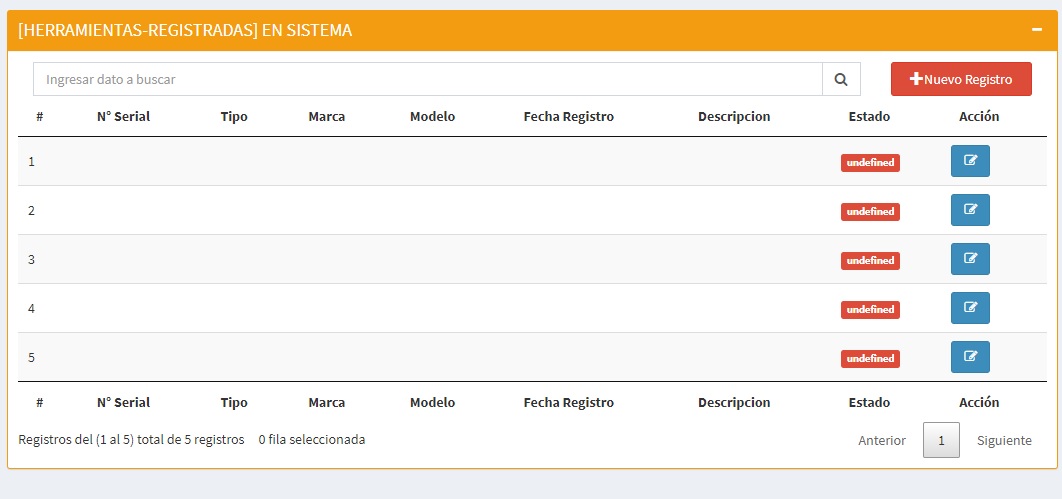 [HERRAMIENTAS-REGISTRADAS] EN SISTEMA
Ingresar dato a buscar
Nuevo Registro
# N° Serial Tipo Marca Modelo Fecha Registro Descripcion Estado Acción
1 undefined
2 undefined
3 undefined
4 undefined
5 undefined
# N° Serial Tipo Marca Modelo Fecha Registro Descripcion Estado Acción
Registros del (1 al 5) total de 5 registros 0 fila seleccionada Anterior 1 Siguiente